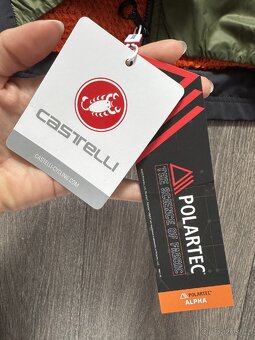 CASTELLI
CASTELLICYCLING.COM
POLARTEC®
THE SCIENCE OF FABRIC
POLARTEC®
ALPHA